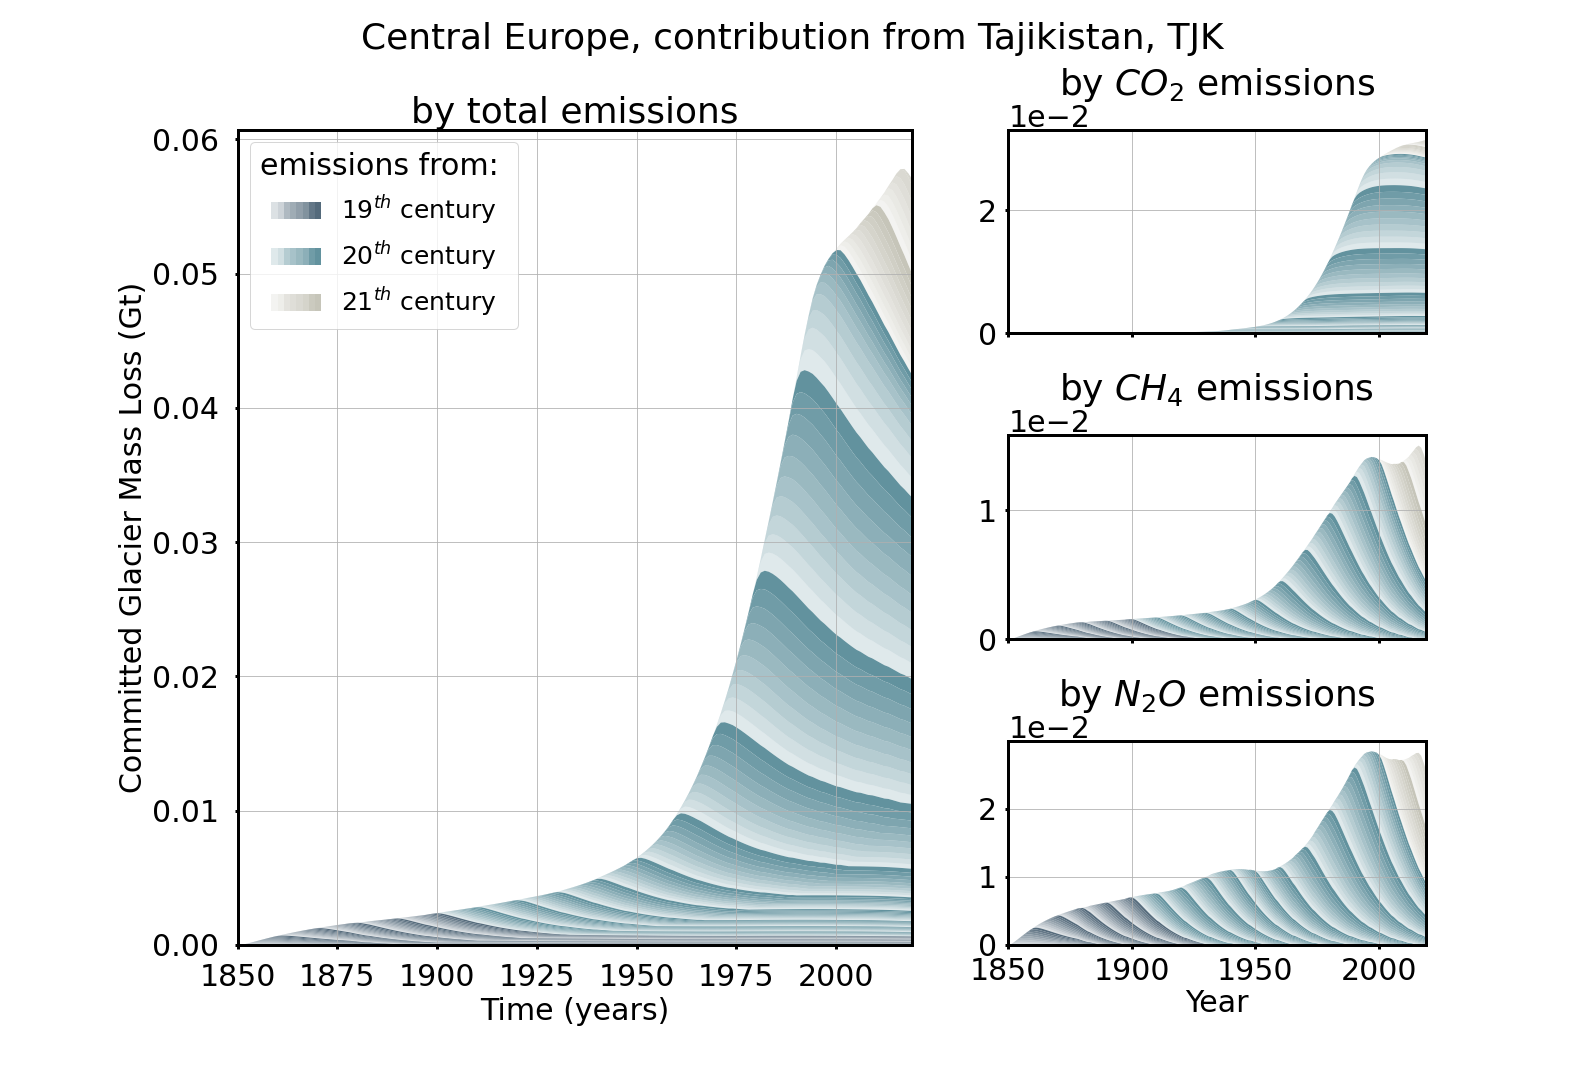 Central Europe, contribution from Tajikistan, TJK
by total emissions
Committed Glacier Mass Loss (Gt)
0.06
0.05
0.04
0.03
0.02
0.01
0.00
emissions from:
19th century
20th century
21th century
1850 1875 1900 1925 1950 1975 2000
Time (years)
by CO₂ emissions
1e−2
2
0
by CH₄ emissions
1e−2
1
0
by N₂O emissions
1e−2
2
1
0
1850 1900 1950 2000
Year